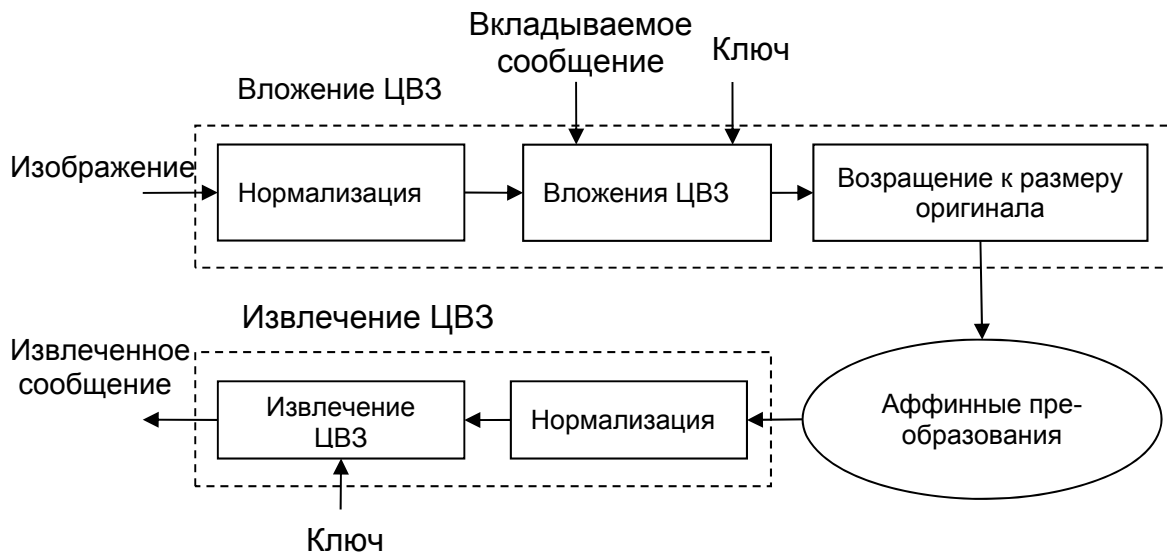 Вкладываемое
сообщение
Ключ
Вложение ЦВЗ
Изображение
Нормализация
Вложения ЦВЗ
Возращение к размеру
оригинала
Извлечение ЦВЗ
Извлеченное
сообщение
Извлечение
ЦВЗ
Нормализация
Аффинные пре-
образования
Ключ